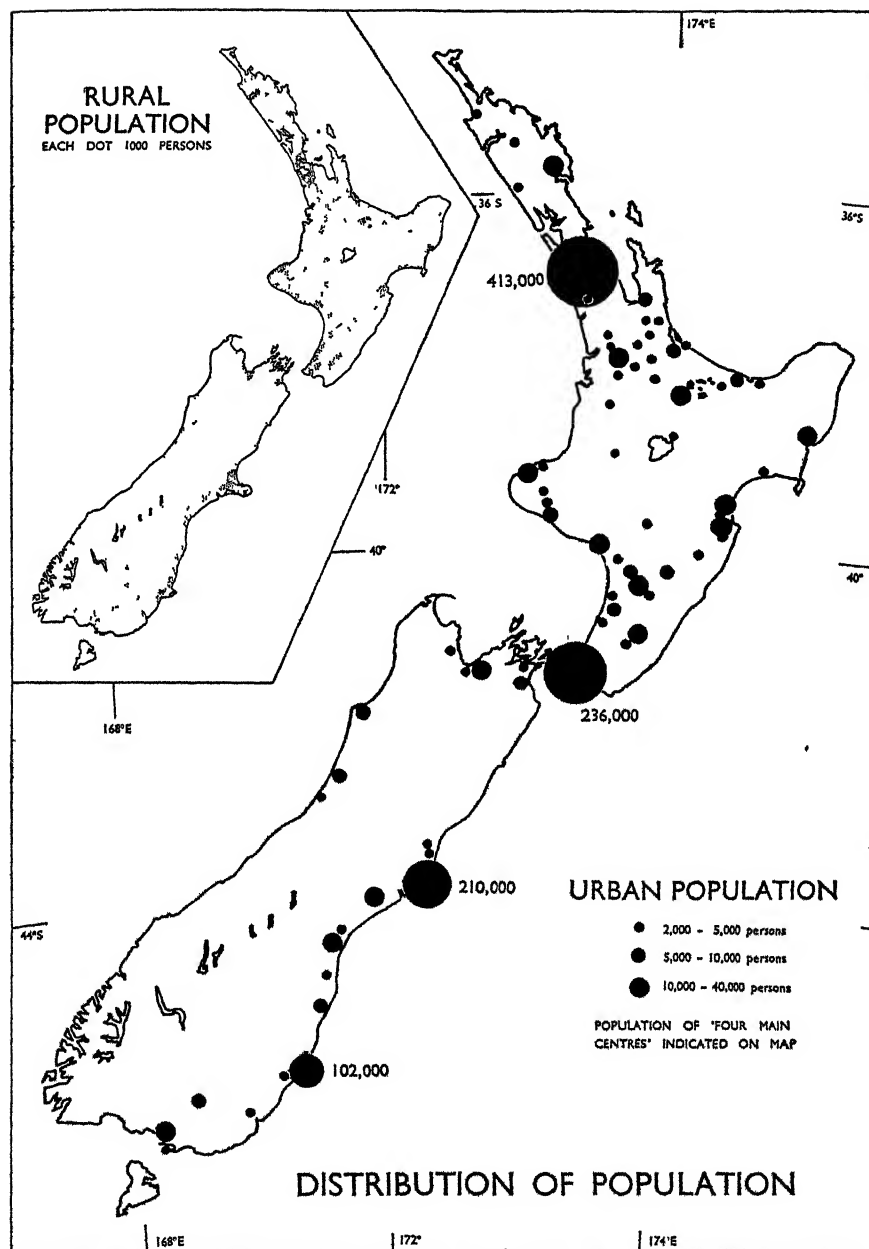 RURAL
POPULATION
EACH DOT 1000 PERSONS
174°E
36 S
36°S
413,000
172°
40°
40°
168°E
236,000
210,000
URBAN POPULATION
44°S
2,000 - 5,000 persons
5,000 - 10,000 persons
10,000 - 40,000 persons
POPULATION OF 'FOUR MAIN
CENTRES' INDICATED ON MAP
102,000
DISTRIBUTION OF POPULATION
168°E
172°
174°E